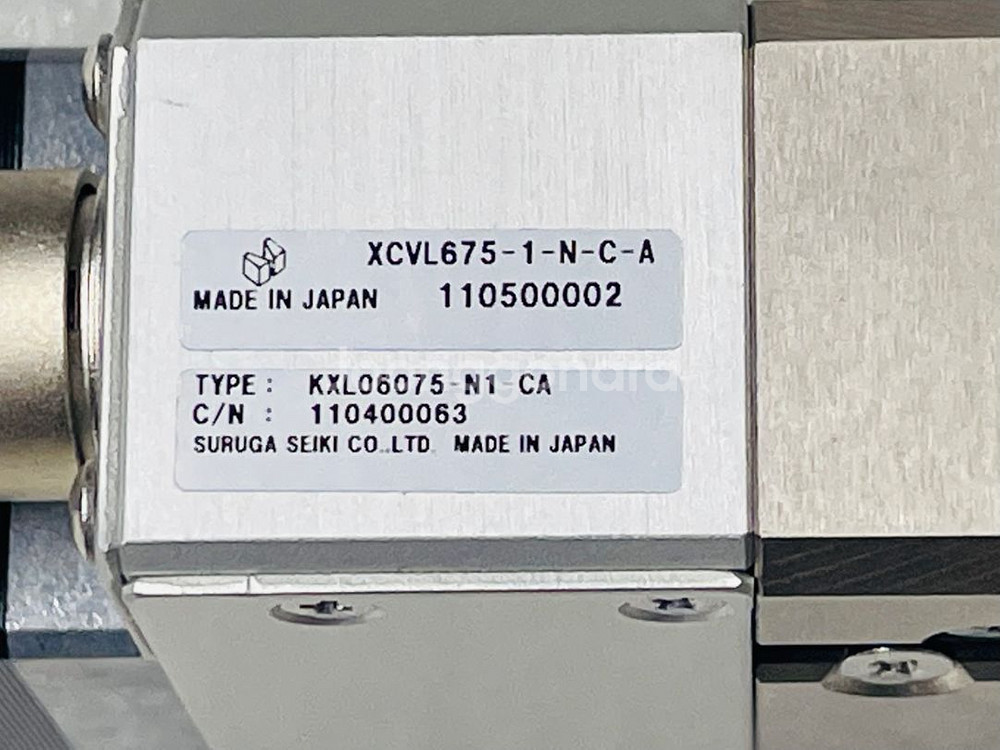 XCVL675-1-N-C-A
MADE IN JAPAN 110500002
TYPE : KXL06075-N1-CA
C/N : 110400063
SURUGA SEIKI CO.,LTD. MADE IN JAPAN